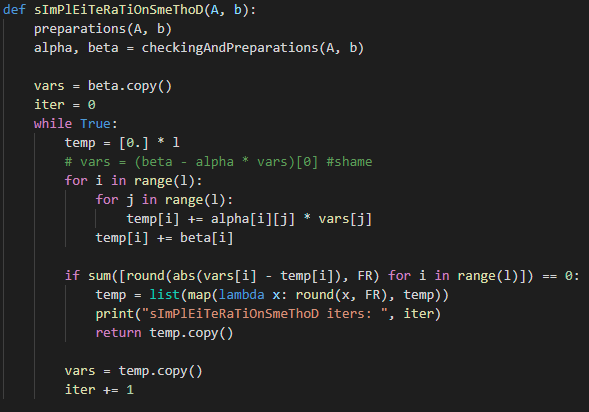 def sImPlEiTeRaTiOnSmeThoD(A, b):
    preparations(A, b)
    alpha, beta = checkingAndPreparations(A, b)

    vars = beta.copy()
    iter = 0
    while True:
        temp = [0.] * l
        # vars = (beta - alpha * vars)[0] #shame
        for i in range(l):
            for j in range(l):
                temp[i] += alpha[i][j] * vars[j]
            temp[i] += beta[i]

        if sum([round(abs(vars[i] - temp[i]), FR) for i in range(l)]) == 0:
            temp = list(map(lambda x: round(x, FR), temp))
            print("sImPlEiTeRaTiOnSmeThoD iters: ", iter)
            return temp.copy()

        vars = temp.copy()
        iter += 1